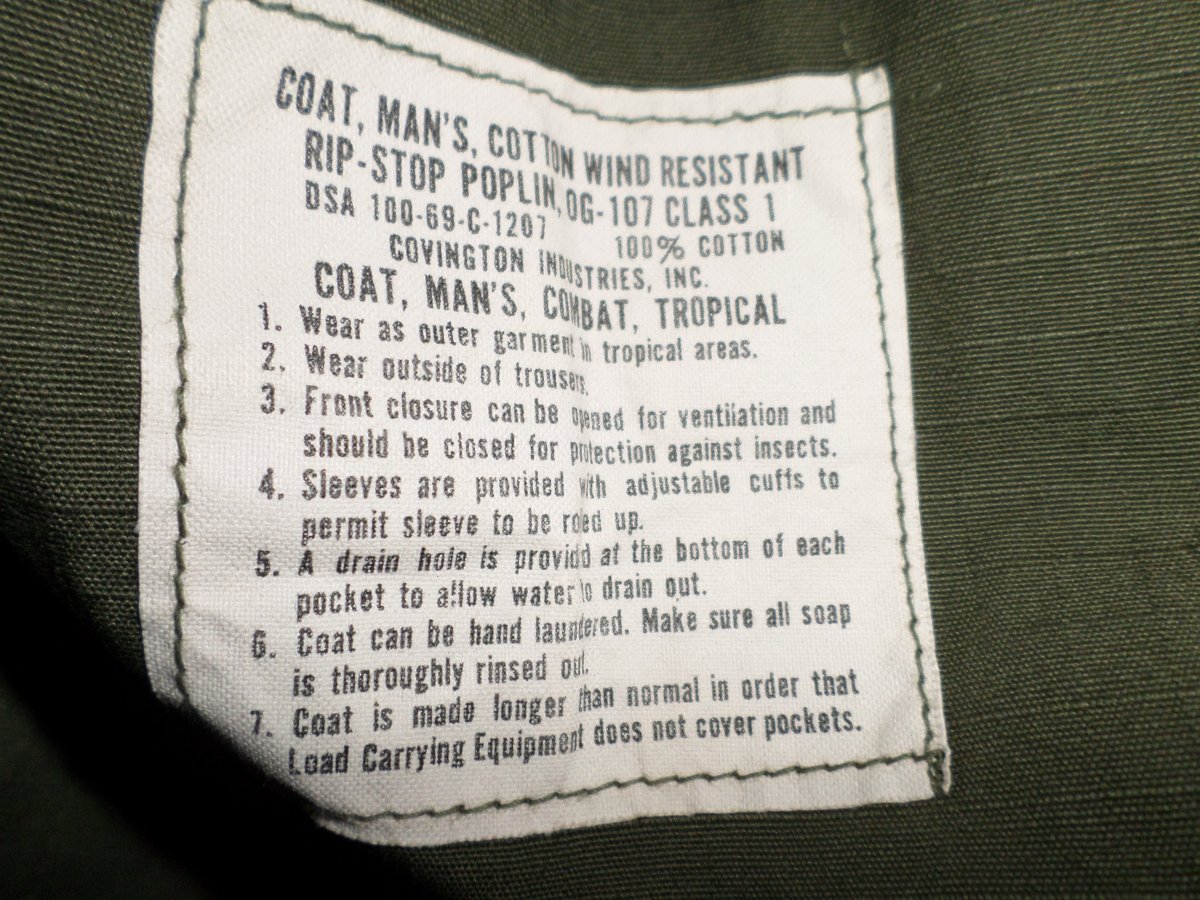 COAT, MAN'S, COTTON WIND RESISTANT
RIP-STOP POPLIN, OG-107 CLASS 1
DSA 100-69-C-1207 100% COTTON
COVINGTON INDUSTRIES, INC.
COAT, MAN'S, COMBAT, TROPICAL
1. Wear as outer garment in tropical areas.
2. Wear outside of trousers.
3. Front closure can be opened for ventilation and
should be closed for protection against insects.
4. Sleeves are provided with adjustable cuffs to
permit sleeve to be rolled up.
5. A drain hole is provided at the bottom of each
pocket to allow water to drain out.
6. Coat can be hand laundered. Make sure all soap
is thoroughly rinsed out.
7. Coat is made longer than normal in order that
Load Carrying Equipment does not cover pockets.